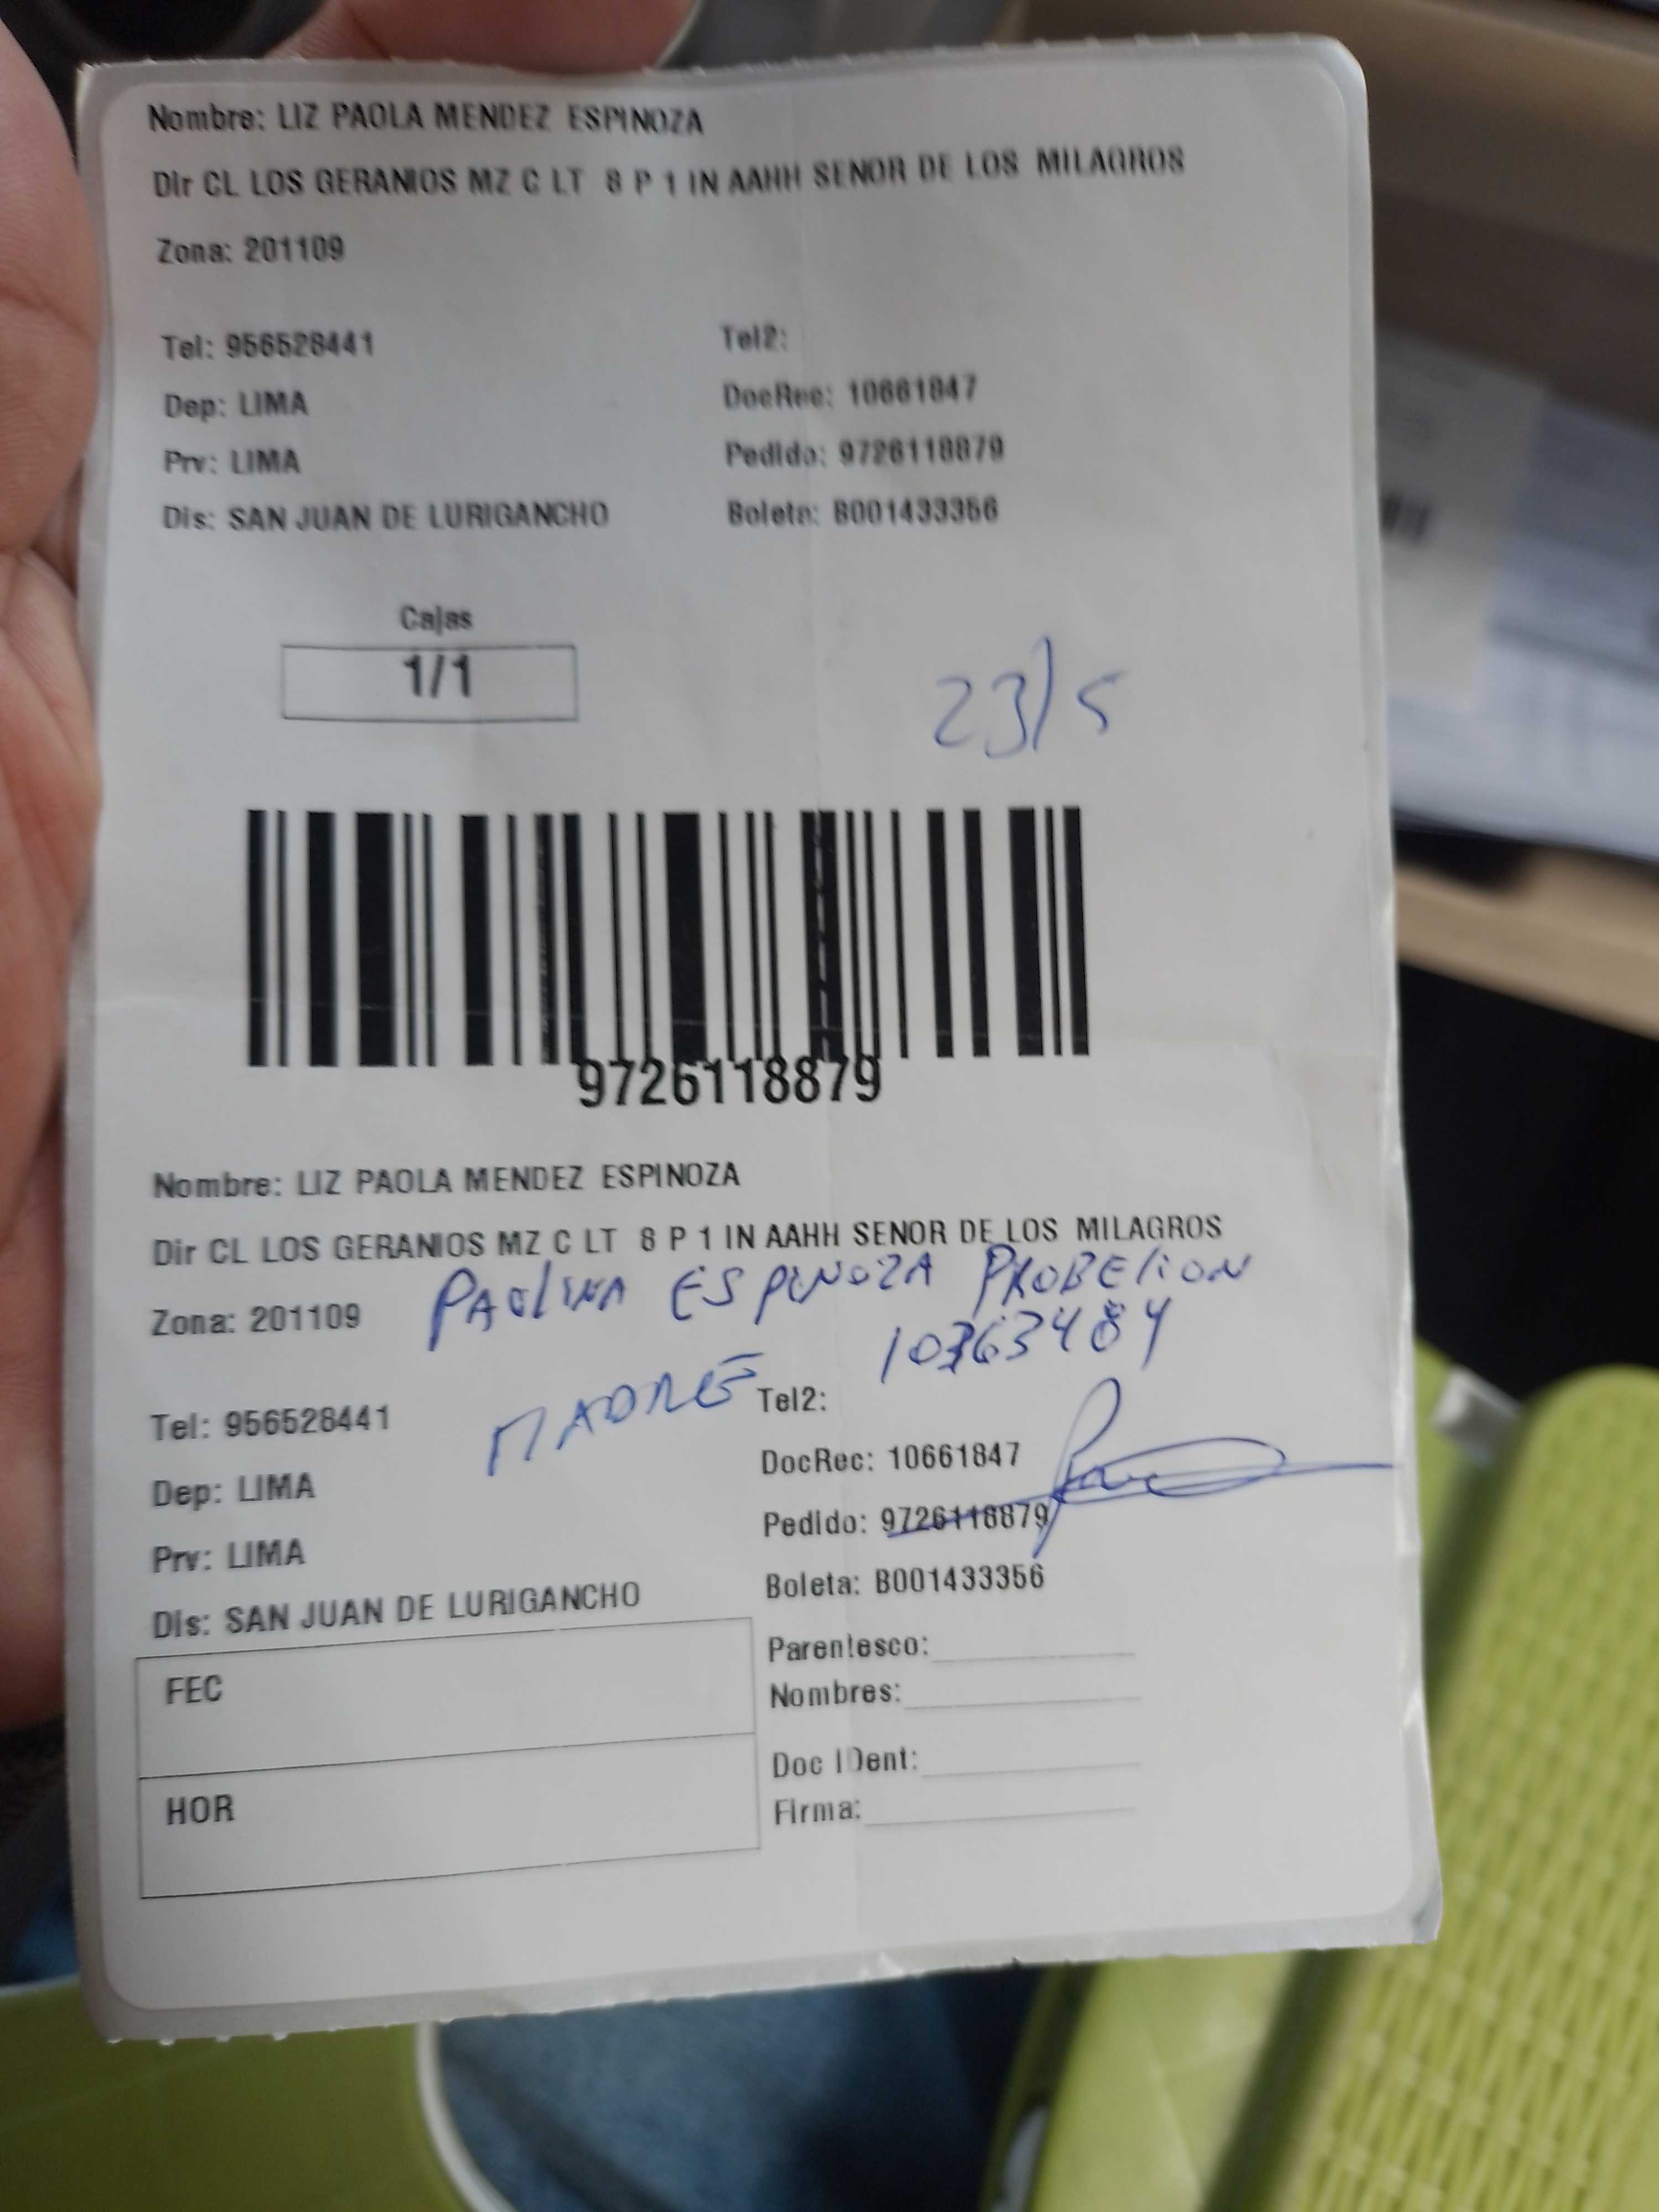 Nombre: LIZ PAOLA MENDEZ ESPINOZA
Dir CL LOS GERANIOS MZ C LT 8 P 1 IN AAHH SENOR DE LOS MILAGROS
Zona: 201109
Tel: 956528441 Tel2:
Dep: LIMA DocRec: 10661847
Prv: LIMA Pedido: 9726118879
Dis: SAN JUAN DE LURIGANCHO Boleta: B001433356
Cajas
1/1
23/5
9726118879
Nombre: LIZ PAOLA MENDEZ ESPINOZA
Dir CL LOS GERANIOS MZ C LT 8 P 1 IN AAHH SENOR DE LOS MILAGROS
PAOLINA ESPINOZA
Zona: 201109
MADRE
Tel: 956528441 Tel2:
Dep: LIMA DocRec: 10661847
Prv: LIMA Pedido: 9726118879
Dis: SAN JUAN DE LURIGANCHO Boleta: B001433356
FEC
HOR
Parentesco:
Nombres:
Doc IDent:
Firma: